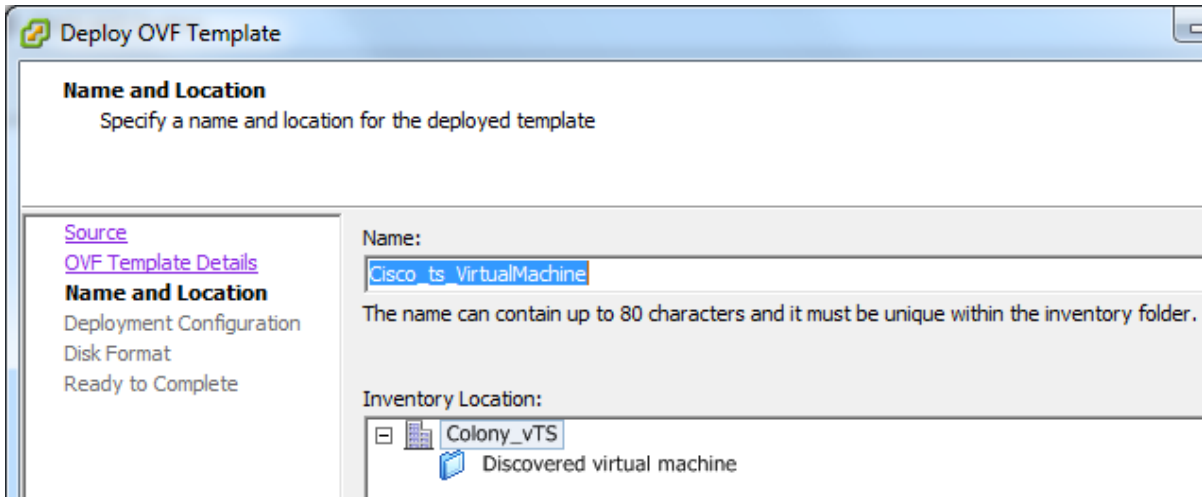 Deploy OVF Template
Name and Location
Specify a name and location for the deployed template
Source
OVF Template Details
Name and Location
Deployment Configuration
Disk Format
Ready to Complete
Name:
Cisco_ts_VirtualMachine
The name can contain up to 80 characters and it must be unique within the inventory folder.
Inventory Location:
Colony_vTS
Discovered virtual machine